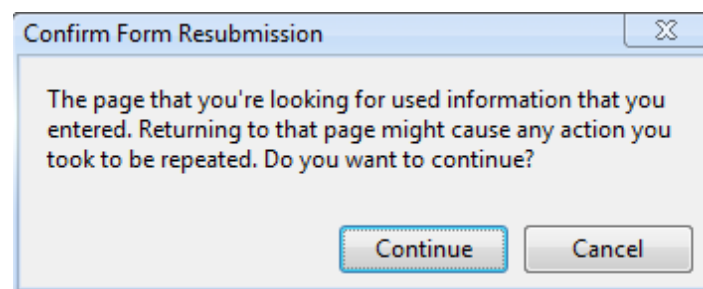 Confirm Form Resubmission
The page that you're looking for used information that you
entered. Returning to that page might cause any action you
took to be repeated. Do you want to continue?
Continue
Cancel